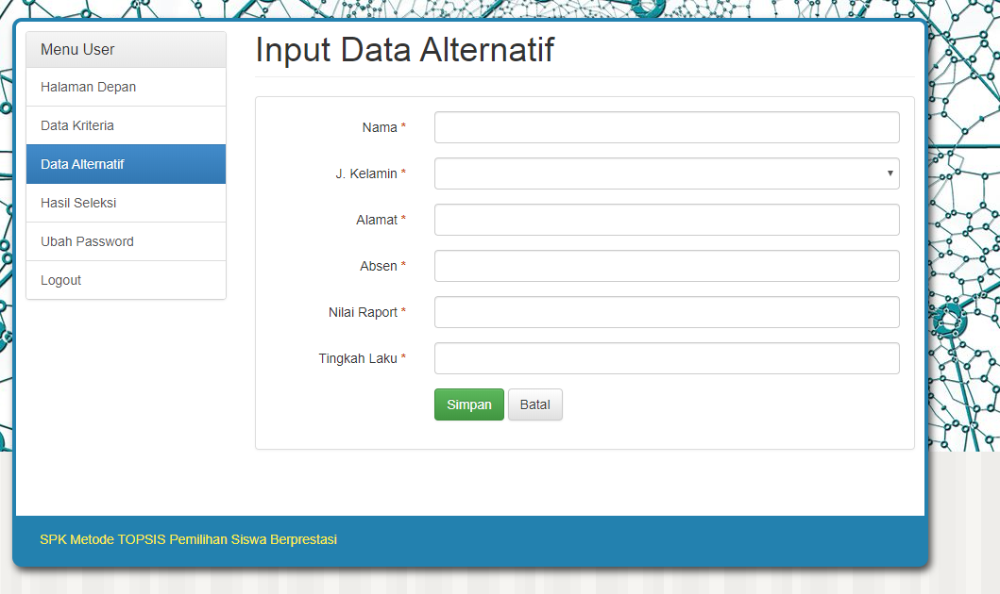 Menu User
Halaman Depan
Data Kriteria
Data Alternatif
Hasil Seleksi
Ubah Password
Logout
Input Data Alternatif
Nama *
J. Kelamin *
Alamat *
Absen *
Nilai Raport *
Tingkah Laku *
Simpan Batal
SPK Metode TOPSIS Pemilihan Siswa Berprestasi